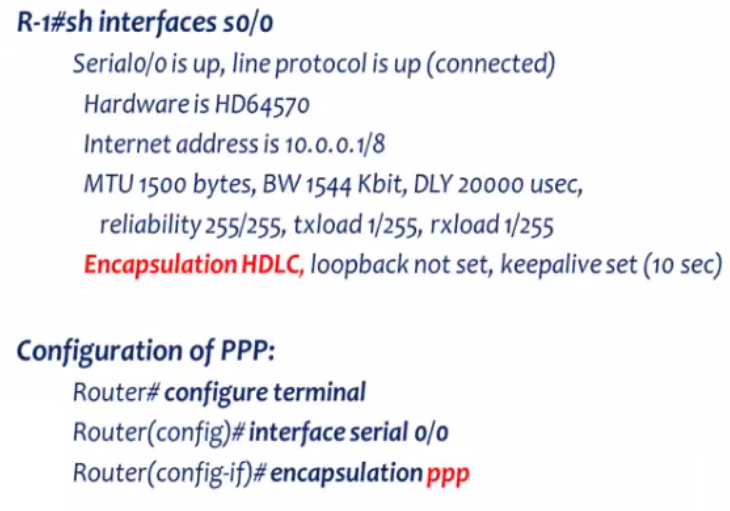 R-1#sh interfaces s0/0
Serial0/0 is up, line protocol is up (connected)
Hardware is HD64570
Internet address is 10.0.0.1/8
MTU 1500 bytes, BW 1544 Kbit, DLY 20000 usec,
reliability 255/255, txload 1/255, rxload 1/255
Encapsulation HDLC, loopback not set, keepalive set (10 sec)
Configuration of PPP:
Router# configure terminal
Router(config)# interface serial 0/0
Router(config-if)# encapsulation ppp